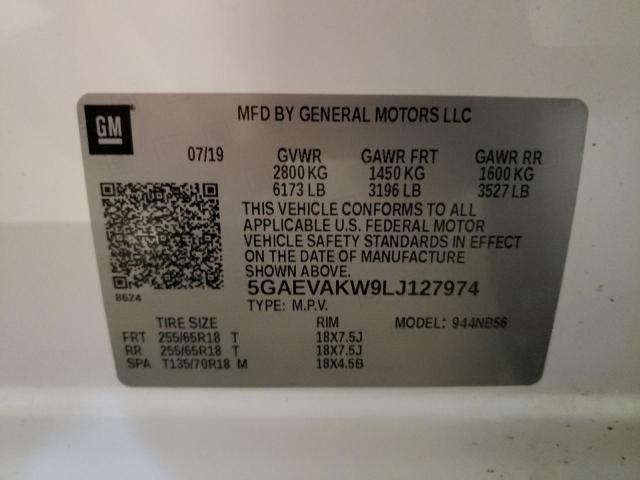 GM
MFD BY GENERAL MOTORS LLC
07/19 GVWR GAWR FRT GAWR RR
2800 KG 1450 KG 1600 KG
6173 LB 3196 LB 3527 LB
THIS VEHICLE CONFORMS TO ALL
APPLICABLE U.S. FEDERAL MOTOR
VEHICLE SAFETY STANDARDS IN EFFECT
ON THE DATE OF MANUFACTURE
SHOWN ABOVE.
8624
5GAEVAKW9LJ127974
TYPE: M.P.V.
TIRE SIZE RIM MODEL: 944NB56
FRT 255/65R18 T 18X7.5J
RR 255/65R18 T 18X7.5J
SPA T135/70R18 M 18X4.5B